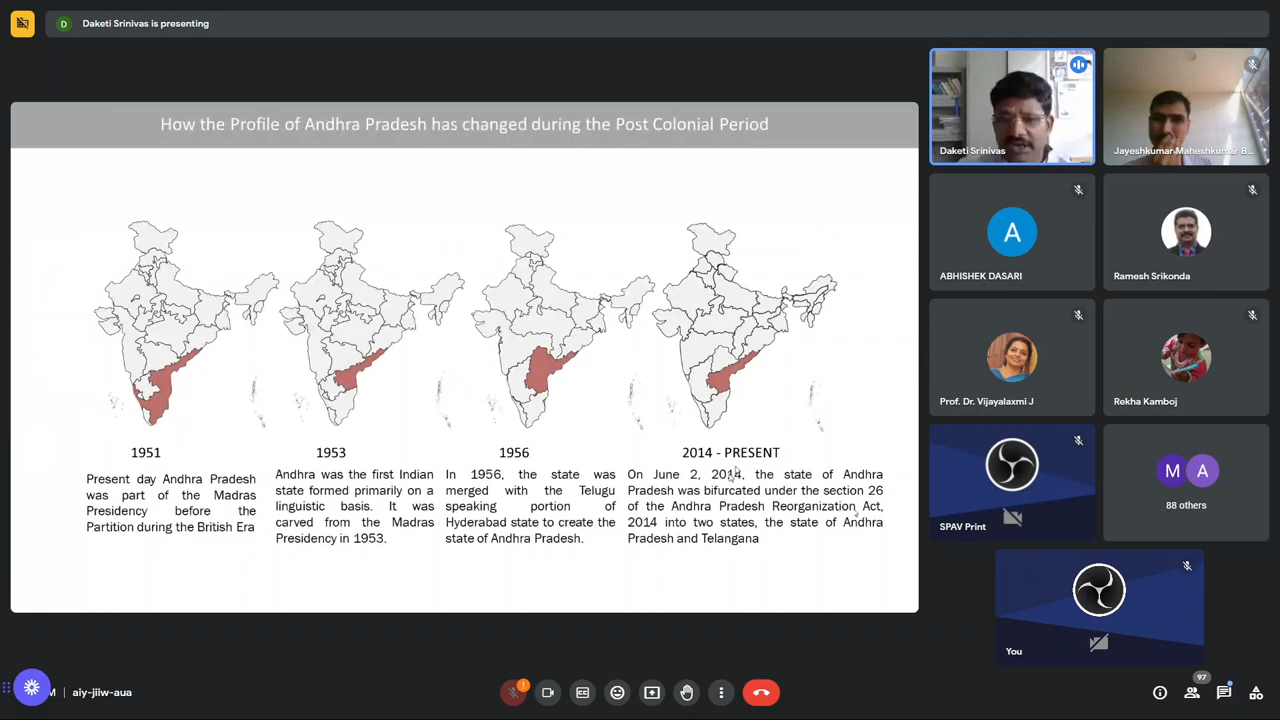 D Daketi Srinivas is presenting
How the Profile of Andhra Pradesh has changed during the Post Colonial Period
1951
Present day Andhra Pradesh
was part of the Madras
Presidency before the
Partition during the British Era
1953
Andhra was the first Indian
state formed primarily on a
linguistic basis. It was
carved from the Madras
Presidency in 1953.
1956
In 1956, the state was
merged with the Telugu
speaking portion of
Hyderabad state to create the
state of Andhra Pradesh.
2014 - PRESENT
On June 2, 2014, the state of Andhra
Pradesh was bifurcated under the section 26
of the Andhra Pradesh Reorganization Act,
2014 into two states, the state of Andhra
Pradesh and Telangana
Daketi Srinivas
Jayeshkumar Maheshkumar B...
A
ABHISHEK DASARI
Ramesh Srikonda
Prof. Dr. Vijayalaxmi J
Rekha Kamboj
SPAV Print
M A
88 others
You
M | aiy-jiiw-aua
!
97